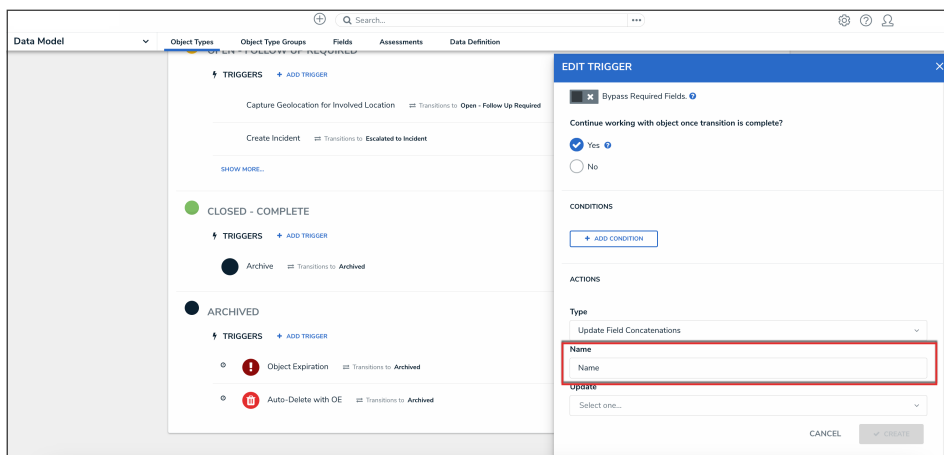 Search...
Data Model
Object Types Object Type Groups Fields Assessments Data Definition
OPEN - FOLLOW UP REQUIRED
TRIGGERS + ADD TRIGGER
Capture Geolocation for Involved Location Transitions to Open - Follow Up Required
Create Incident Transitions to Escalated to Incident
SHOW MORE...
CLOSED - COMPLETE
TRIGGERS + ADD TRIGGER
Archive Transitions to Archived
ARCHIVED
TRIGGERS + ADD TRIGGER
Object Expiration Transitions to Archived
Auto-Delete with OE Transitions to Archived
EDIT TRIGGER
Bypass Required Fields.
Continue working with object once transition is complete?
Yes
No
CONDITIONS
+ ADD CONDITION
ACTIONS
Type
Update Field Concatenations
Name
Name
Update
Select one...
CANCEL CREATE